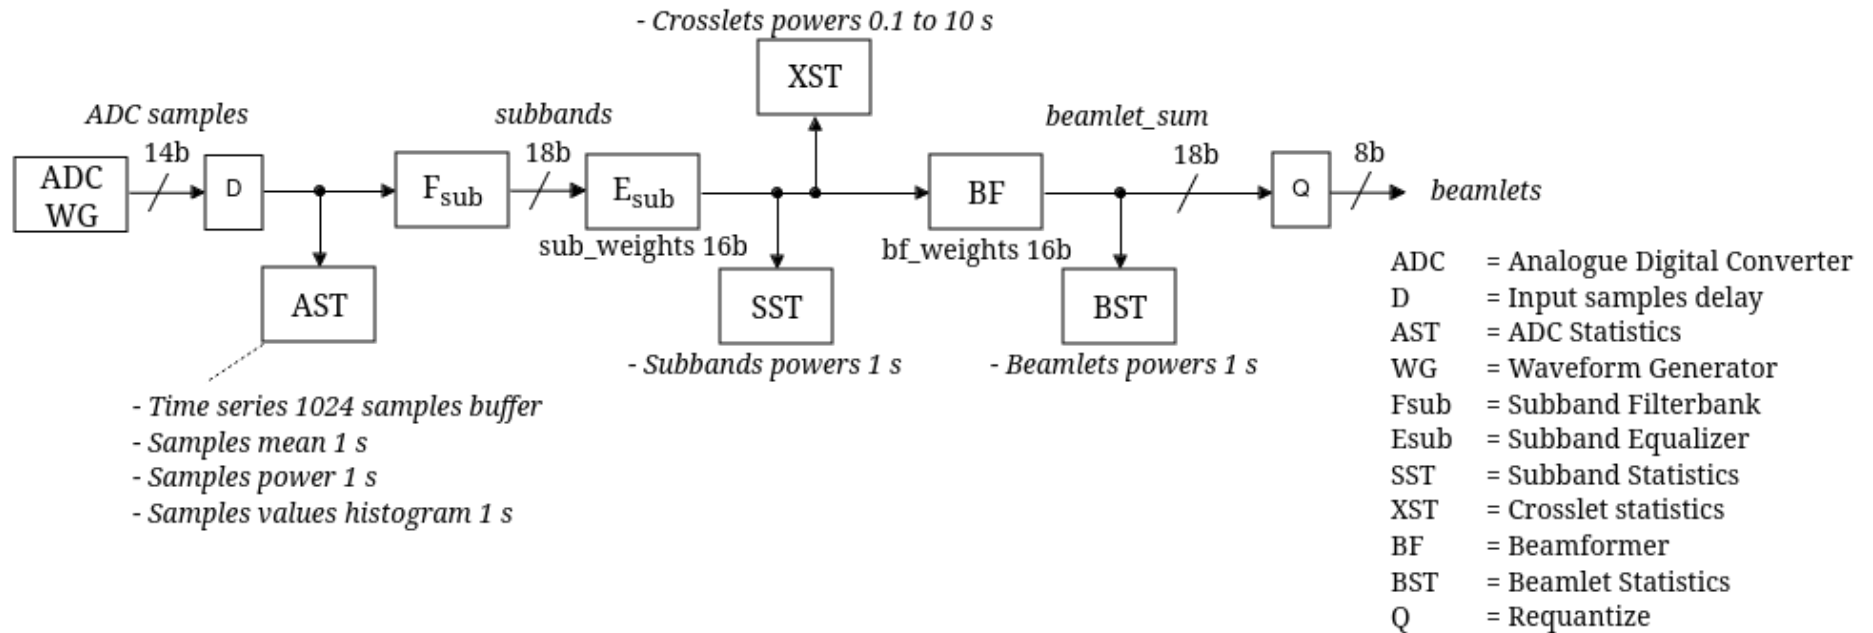 - Crosslets powers 0.1 to 10 s
XST
ADC samples
subbands
beamlet_sum
14b
18b
18b
8b
ADC
WG
D
Fsub
Esub
BF
Q
beamlets
sub_weights 16b
bf_weights 16b
AST
SST
BST
- Subbands powers 1 s
- Beamlets powers 1 s
- Time series 1024 samples buffer
- Samples mean 1 s
- Samples power 1 s
- Samples values histogram 1 s
ADC = Analogue Digital Converter
D = Input samples delay
AST = ADC Statistics
WG = Waveform Generator
Fsub = Subband Filterbank
Esub = Subband Equalizer
SST = Subband Statistics
XST = Crosslet statistics
BF = Beamformer
BST = Beamlet Statistics
Q = Requantize